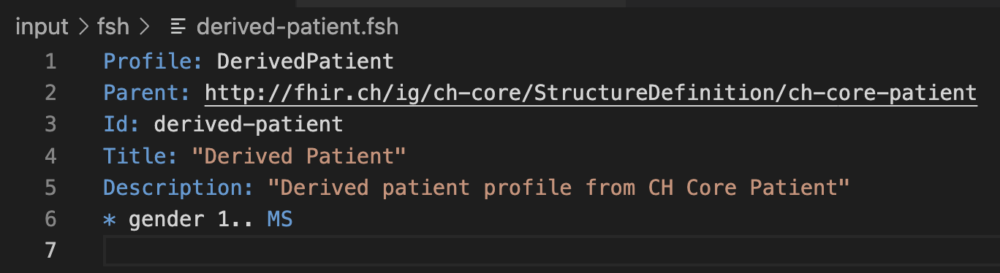 input > fsh > derived-patient.fsh
1 Profile: DerivedPatient
2 Parent: http://fhir.ch/ig/ch-core/StructureDefinition/ch-core-patient
3 Id: derived-patient
4 Title: "Derived Patient"
5 Description: "Derived patient profile from CH Core Patient"
6 * gender 1.. MS
7